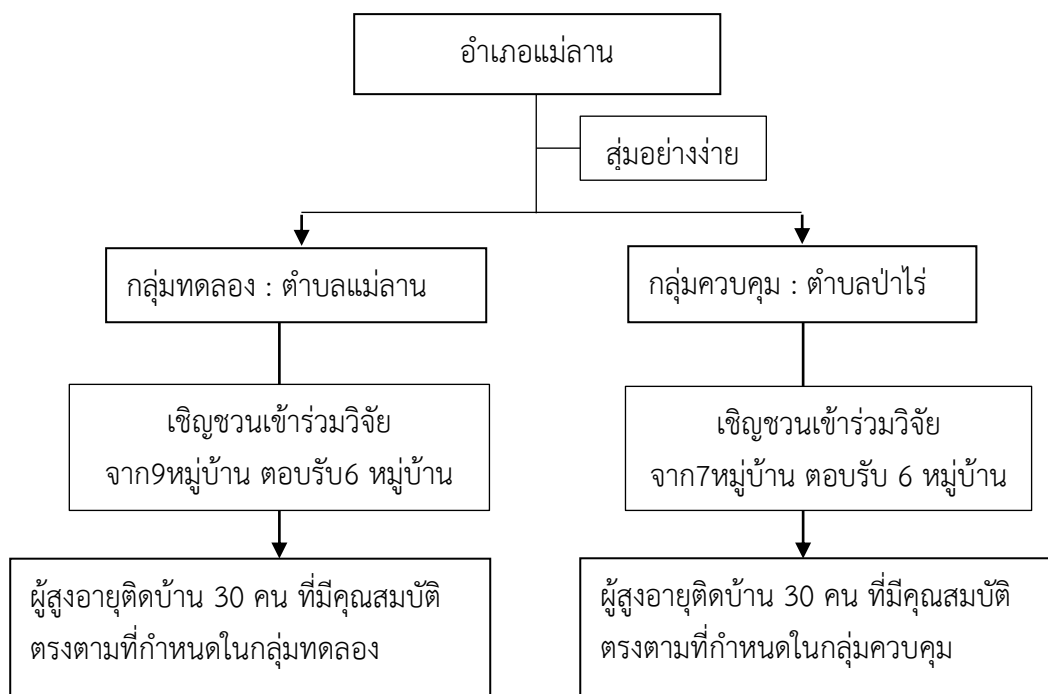 อำเภอแม่ลาน
สุ่มอย่างง่าย
กลุ่มทดลอง : ตำบลแม่ลาน
กลุ่มควบคุม : ตำบลป่าไร่
เชิญชวนเข้าร่วมวิจัย
จาก9หมู่บ้าน ตอบรับ6 หมู่บ้าน
เชิญชวนเข้าร่วมวิจัย
จาก7หมู่บ้าน ตอบรับ 6 หมู่บ้าน
ผู้สูงอายุติดบ้าน 30 คน ที่มีคุณสมบัติ
ตรงตามที่กำหนดในกลุ่มทดลอง
ผู้สูงอายุติดบ้าน 30 คน ที่มีคุณสมบัติ
ตรงตามที่กำหนดในกลุ่มควบคุม